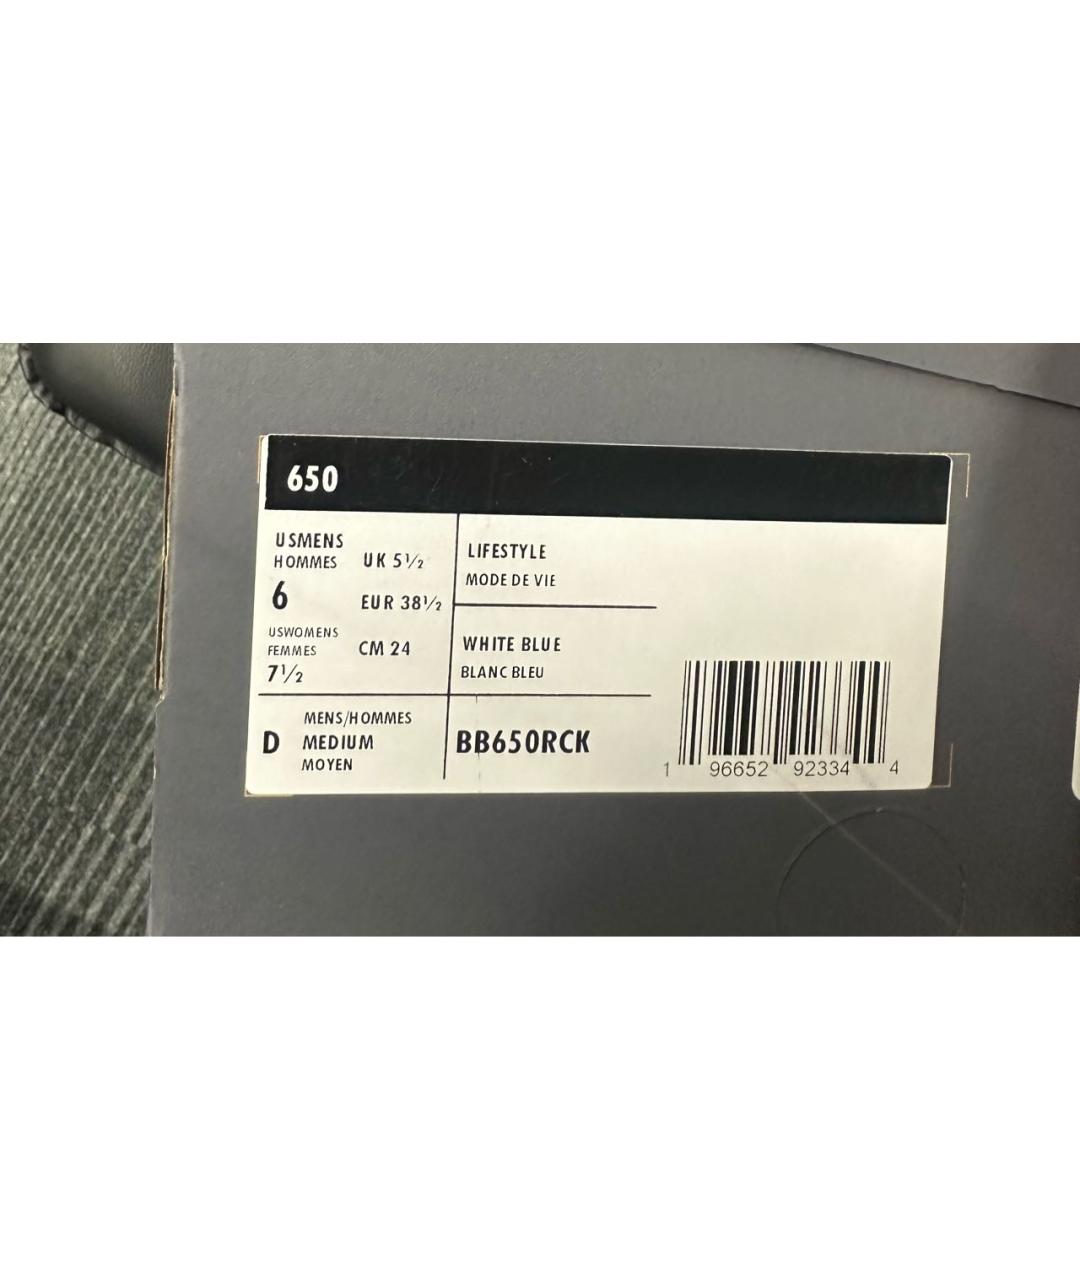 650
USMENS
HOMMES
6
UK 5½
EUR 38½
USWOMENS
FEMMES
7½
CM 24
LIFESTYLE
MODE DE VIE
WHITE BLUE
BLANC BLEU
D
MENS/HOMMES
MEDIUM
MOYEN
BB650RCK
1 96652 92334 4